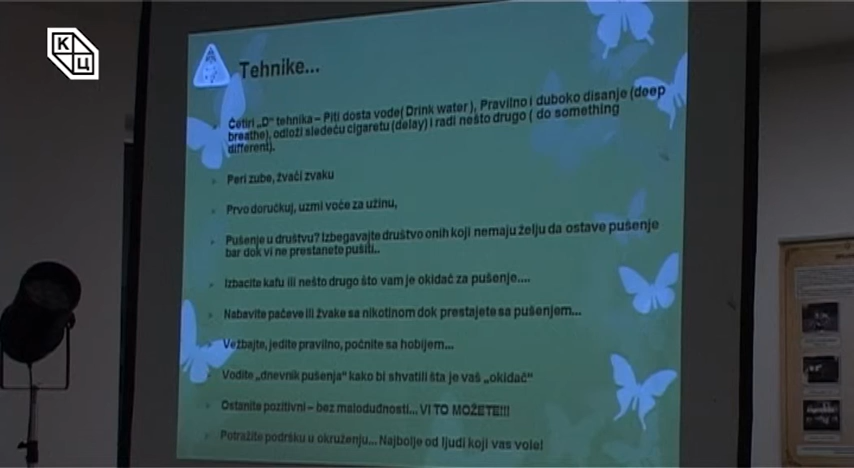 КЦ
Tehnike...
Četiri „D“ tehnika – Piti dosta vode( Drink water ), Pravilno i duboko disanje (deep
breathe), odloži sledeću cigaretu (delay) i radi nešto drugo ( do something
different).
Peri zube, žvaći žvaku
Prvo doručkuj, uzmi voće za užinu,
Pušenje u društvu? Izbegavajte društvo onih koji nemaju želju da ostave pušenje
bar dok vi ne prestanete pušiti..
Izbacite kafu ili nešto drugo što vam je okidač za pušenje....
Nabavite pačeve ili žvake sa nikotinom dok prestajete sa pušenjem...
Vežbajte, jedite pravilno, počnite sa hobijem...
Vodite „dnevnik pušenja“ kako bi shvatili šta je vaš „okidač“
Ostanite pozitivni – bez malodušnosti... VI TO MOŽETE!!!
Potražite podršku u okruženju... Najbolje od ljudi koji vas vole!